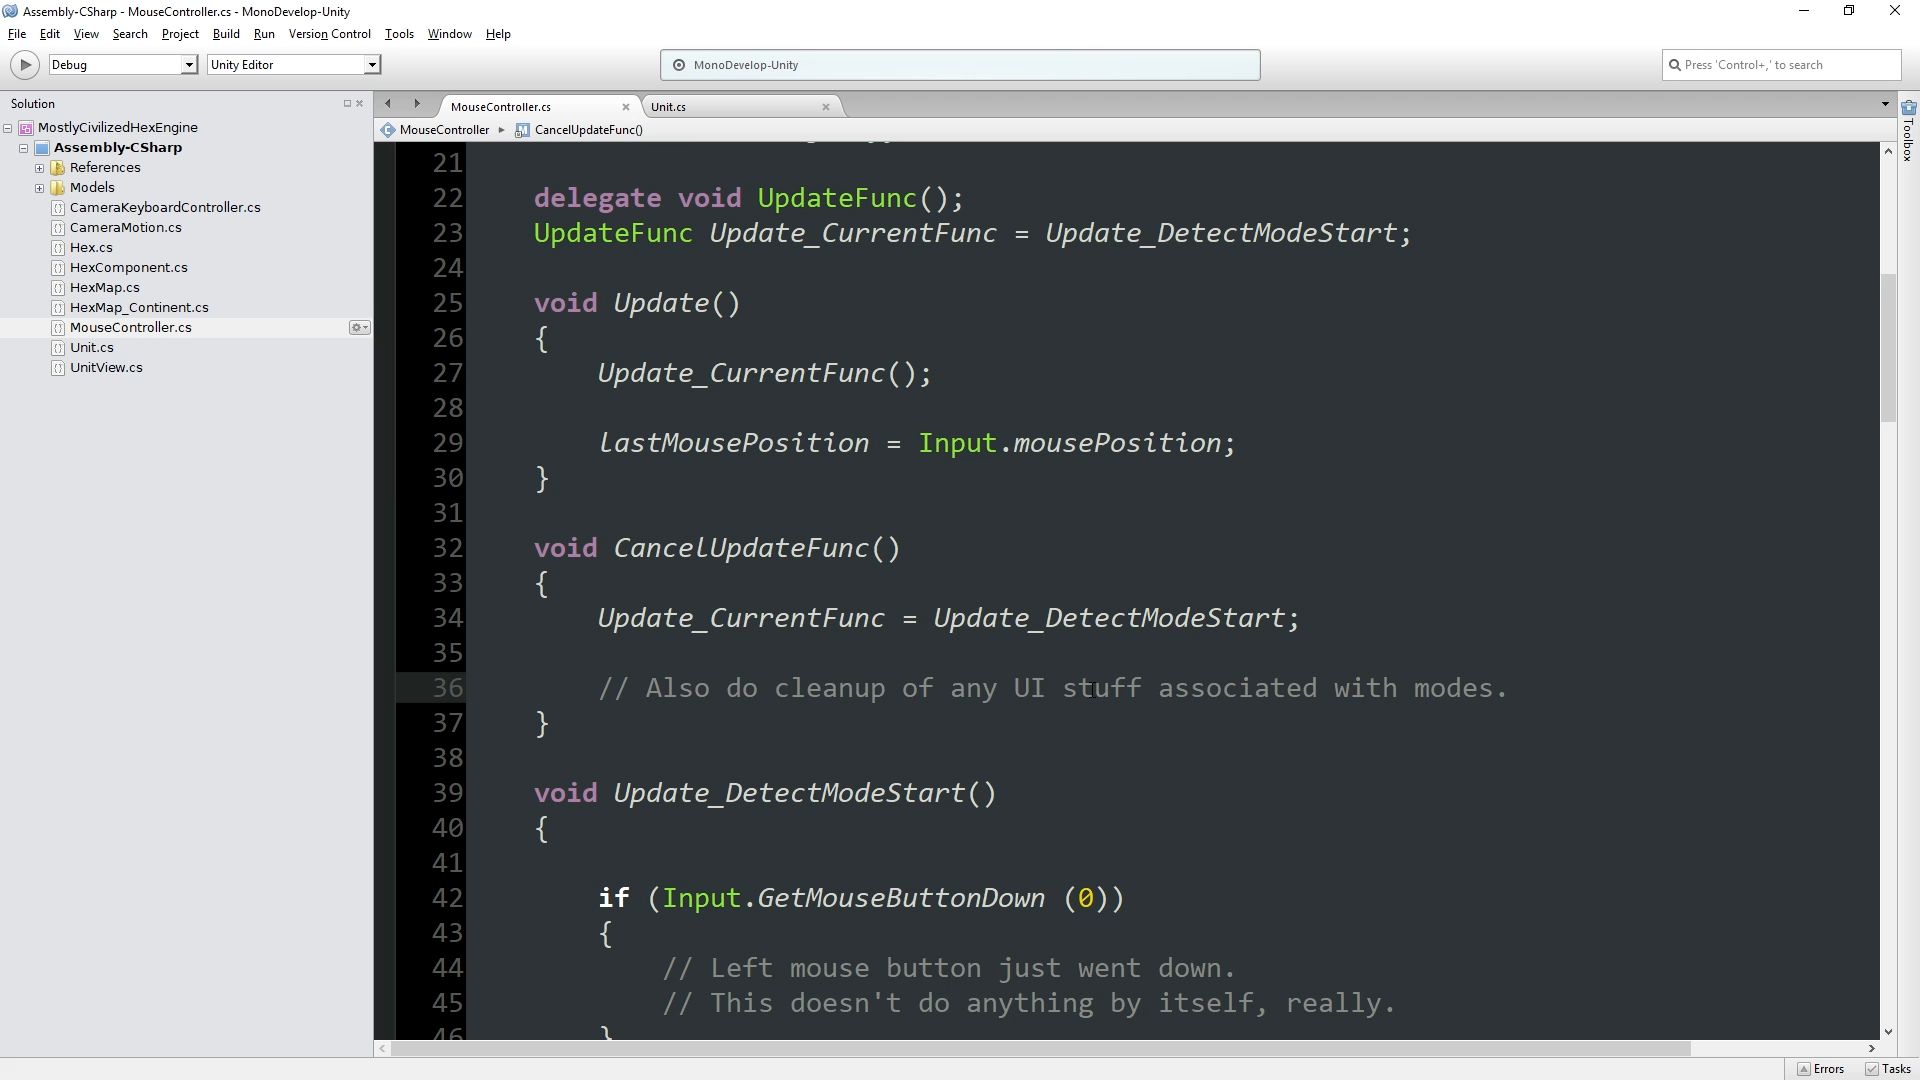 Assembly-CSharp - MouseController.cs - MonoDevelop-Unity
File Edit View Search Project Build Run Version Control Tools Window Help
Debug Unity Editor MonoDevelop-Unity Press 'Control+,' to search
Solution
MostlyCivilizedHexEngine
Assembly-CSharp
References
Models
CameraKeyboardController.cs
CameraMotion.cs
Hex.cs
HexComponent.cs
HexMap.cs
HexMap_Continent.cs
MouseController.cs
Unit.cs
UnitView.cs
MouseController.cs Unit.cs
MouseController CancelUpdateFunc()
Toolbox
21
22 delegate void UpdateFunc();
23 UpdateFunc Update_CurrentFunc = Update_DetectModeStart;
24
25 void Update()
26 {
27 Update_CurrentFunc();
28
29 lastMousePosition = Input.mousePosition;
30 }
31
32 void CancelUpdateFunc()
33 {
34 Update_CurrentFunc = Update_DetectModeStart;
35
36 // Also do cleanup of any UI stuff associated with modes.
37 }
38
39 void Update_DetectModeStart()
40 {
41
42 if (Input.GetMouseButtonDown (0))
43 {
44 // Left mouse button just went down.
45 // This doesn't do anything by itself, really.
46 }
Errors Tasks